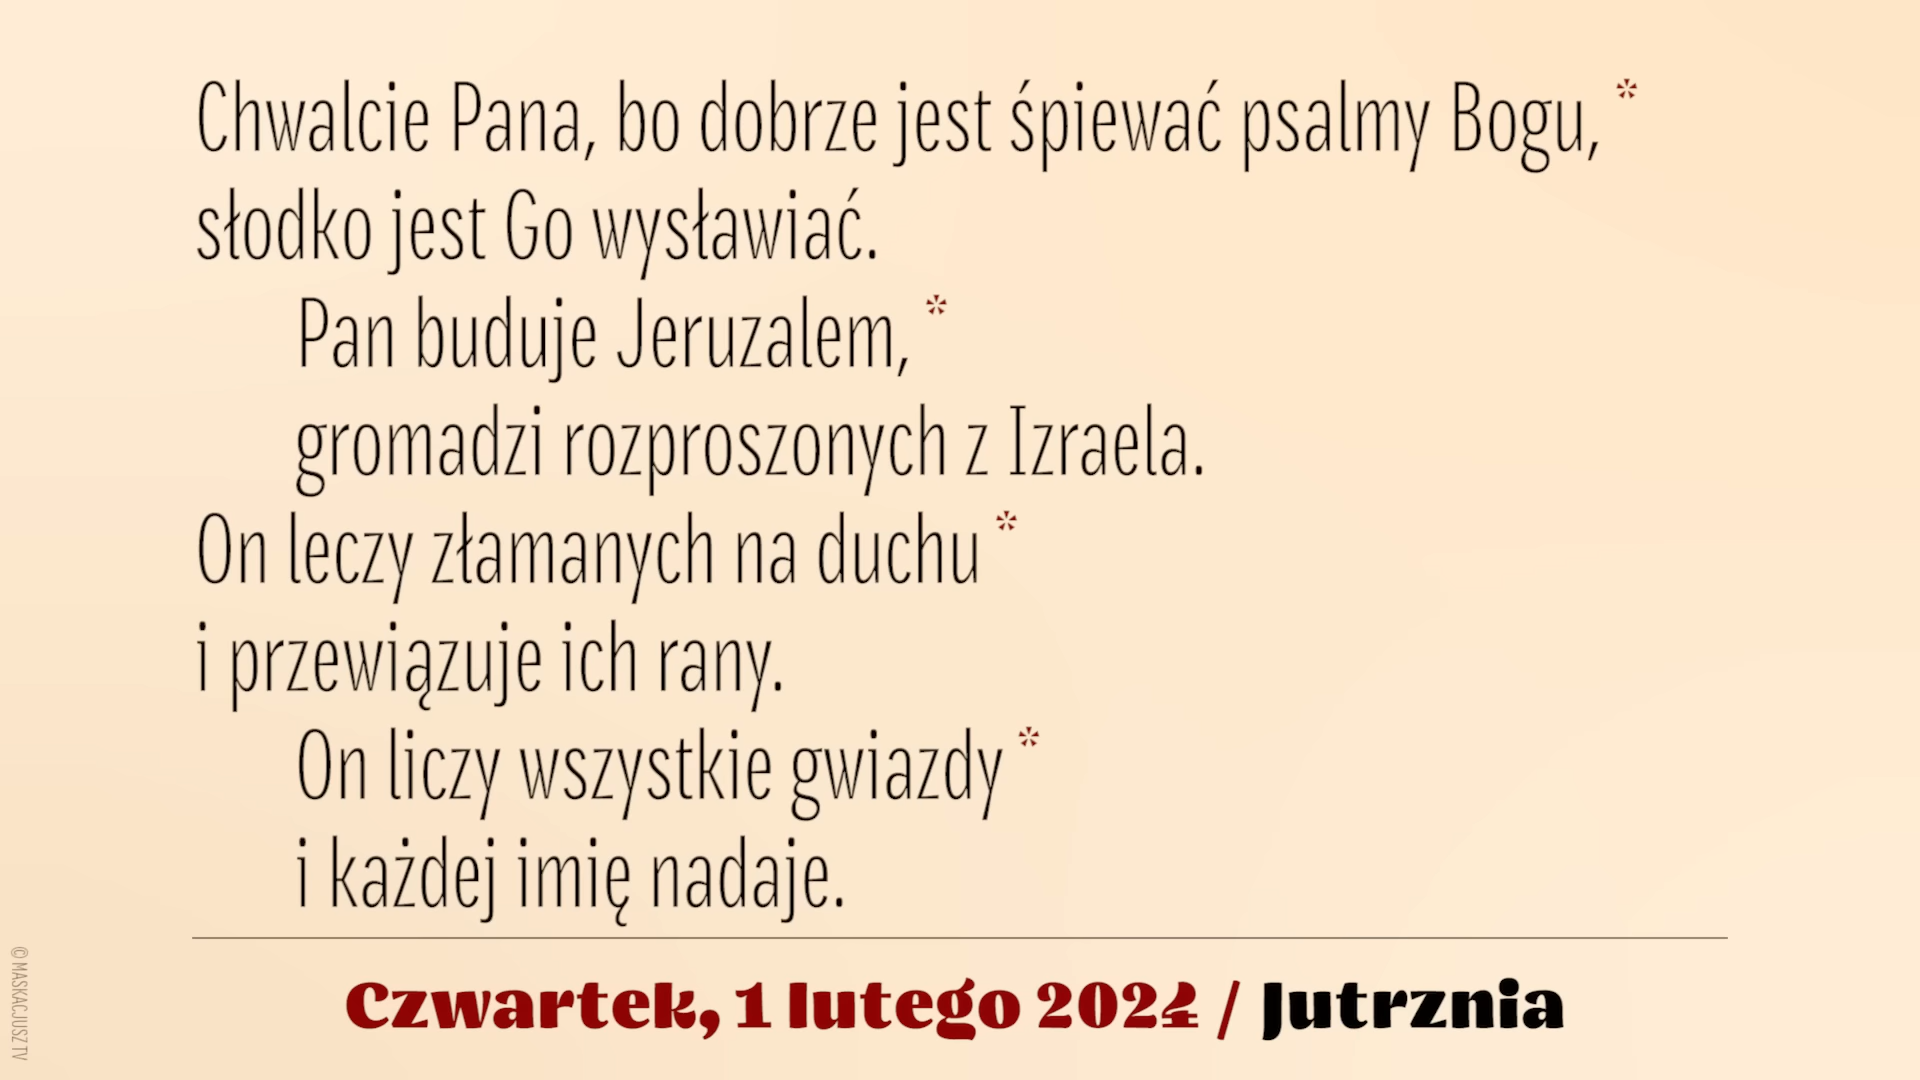 Chwalcie Pana, bo dobrze jest śpiewać psalmy Bogu, *
słodko jest Go wysławiać.
Pan buduje Jeruzalem, *
gromadzi rozproszonych z Izraela.
On leczy złamanych na duchu *
i przewiązuje ich rany.
On liczy wszystkie gwiazdy *
i każdej imię nadaje.
Czwartek, 1 lutego 2024 / Jutrznia
© MASKACJUSZ TV